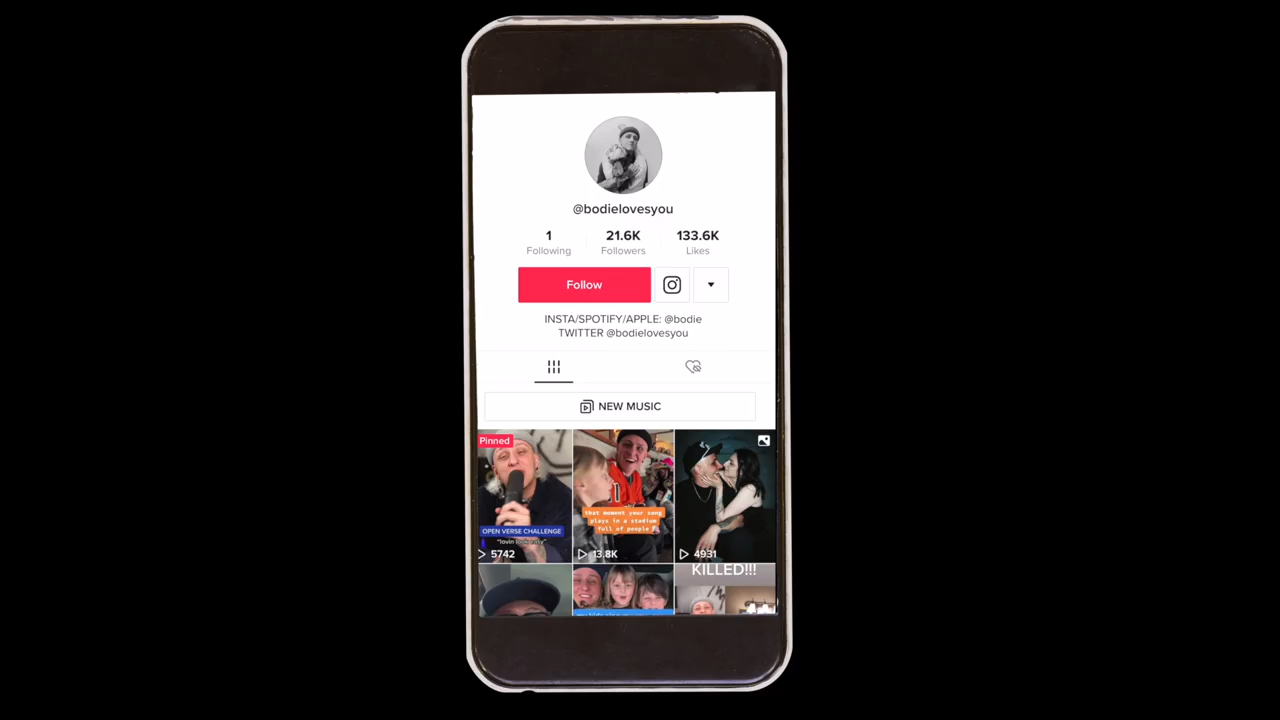 @bodielovesyou
1 21.6K 133.6K
Following Followers Likes
Follow
INSTA/SPOTIFY/APPLE: @bodie
TWITTER @bodielovesyou
NEW MUSIC
Pinned
OPEN VERSE CHALLENGE
5742
that moment your song
plays in a stadium
full of people
13.8K
4931
KILLED!!!